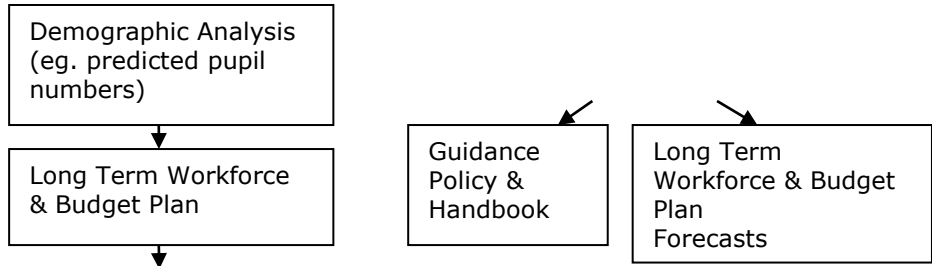 Demographic Analysis
(eg. predicted pupil
numbers)
Long Term Workforce
& Budget Plan
Guidance
Policy &
Handbook
Long Term
Workforce & Budget
Plan
Forecasts